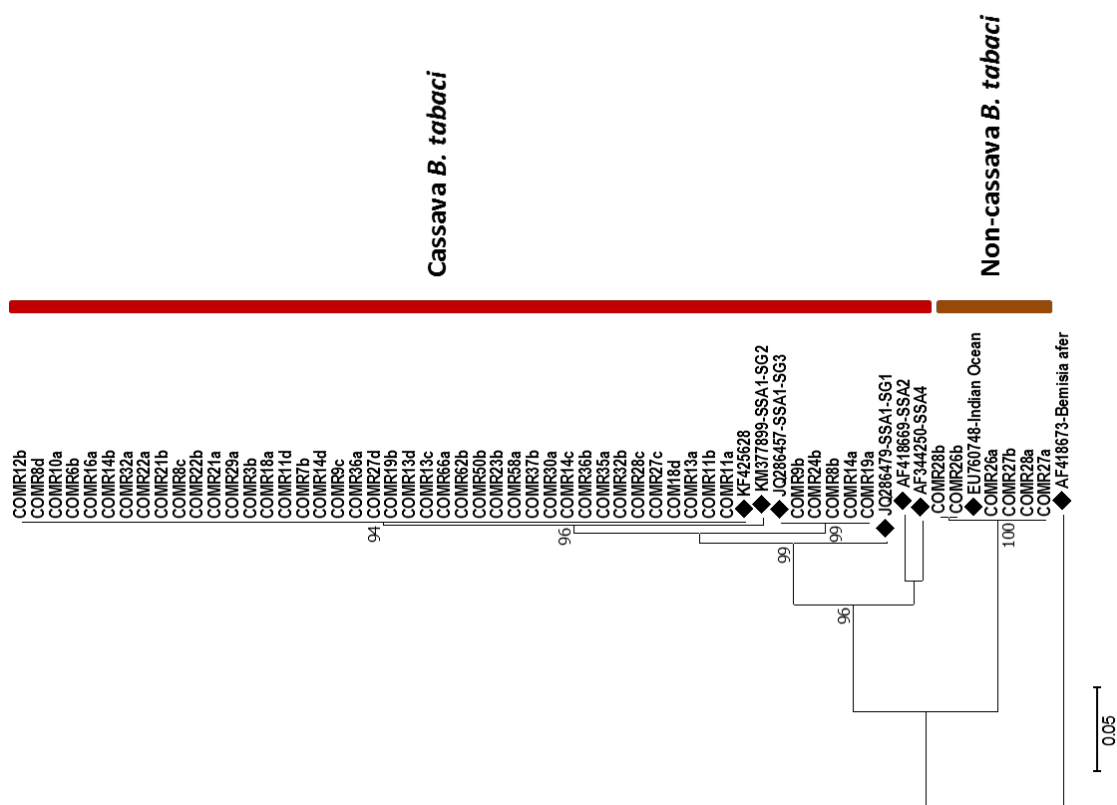 Cassava B. tabaci
Non-cassava B. tabaci
COMR12b
COMR8d
COMR10a
COMR6b
COMR16a
COMR14b
COMR32a
COMR22a
COMR21b
COMR8c
COMR22b
COMR21a
COMR29a
COMR3b
COMR18a
COMR11d
COMR7b
COMR14d
COMR9c
COMR36a
COMR27d
COMR19b
COMR13d
COMR13c
COMR66a
COMR62b
COMR50b
COMR23b
COMR58a
COMR37b
COMR30a
COMR14c
COMR36b
COMR35a
COMR32b
COMR28c
COMR27c
COM18d
COMR13a
COMR11b
COMR11a
KF425628
KM377899-SSA1-SG2
JQ286457-SSA1-SG3
COMR9b
COMR24b
COMR8b
COMR14a
COMR19a
JQ286479-SSA1-SG1
AF418669-SSA2
AF344250-SSA4
COMR28b
COMR26b
EU760748-Indian Ocean
COMR26a
COMR27b
COMR28a
COMR27a
AF418673-Bemisia afer
94
96
99
99
96
100
0.05